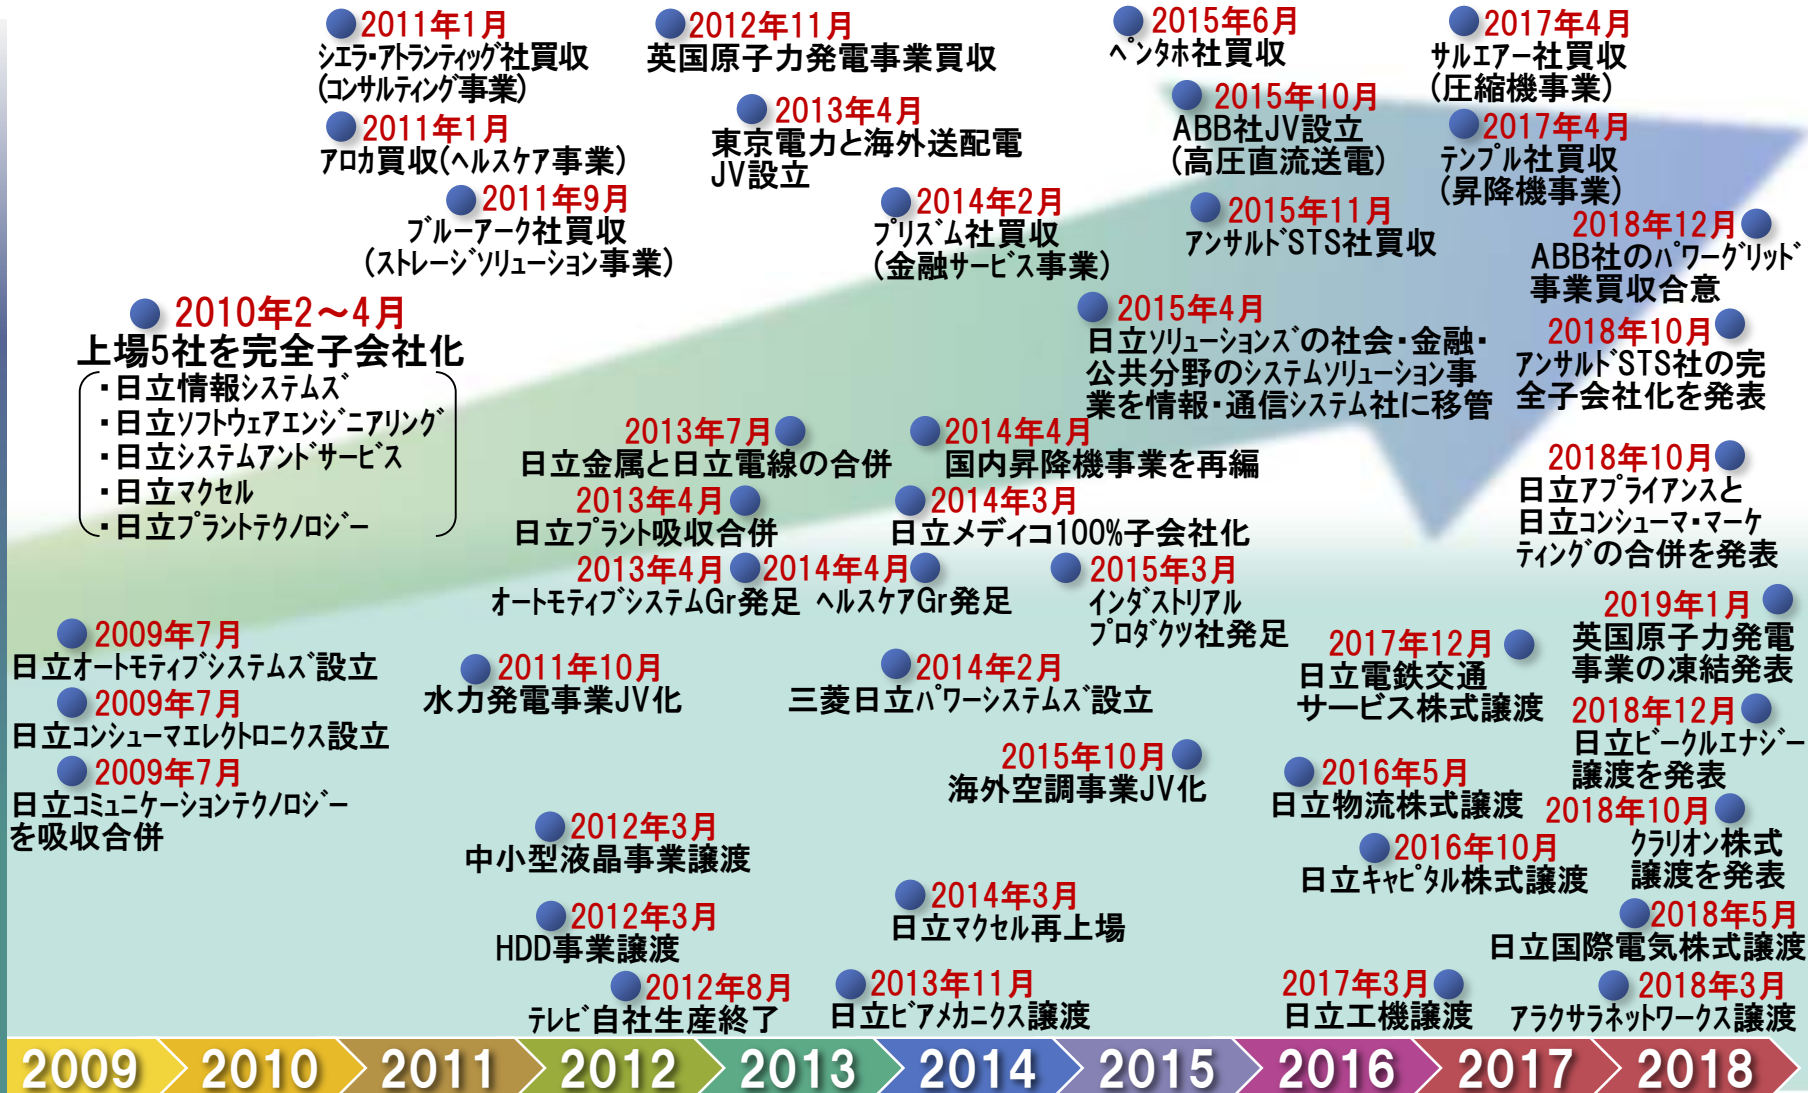 2011年1月
シエラ・アトランティック社買収
(コンサルティング事業)
2011年1月
アロカ買収(ヘルスケア事業)
2011年9月
ブルーアーク社買収
(ストレージソリューション事業)
2010年2～4月
上場5社を完全子会社化
・日立情報システムズ
・日立ソフトウェアエンジニアリング
・日立システムアンドサービス
・日立マクセル
・日立プラントテクノロジー
2009年7月
日立オートモティブシステムズ設立
2009年7月
日立コンシューマエレクトロニクス設立
2009年7月
日立コミュニケーションテクノロジー
を吸収合併
2012年11月
英国原子力発電事業買収
2013年4月
東京電力と海外送配電
JV設立
2014年2月
プリズム社買収
(金融サービス事業)
2013年7月
日立金属と日立電線の合併
2013年4月
日立プラント吸収合併
2013年4月
オートモティブシステムGr発足
2014年4月
国内昇降機事業を再編
2014年3月
日立メディコ100%子会社化
2014年4月
ヘルスケアGr発足
2011年10月
水力発電事業JV化
2014年2月
三菱日立パワーシステムズ設立
2012年3月
中小型液晶事業譲渡
2012年3月
HDD事業譲渡
2012年8月
テレビ自社生産終了
2014年3月
日立マクセル再上場
2013年11月
日立ビアメカニクス譲渡
2015年6月
ペンタホ社買収
2015年10月
ABB社JV設立
(高圧直流送電)
2015年11月
アンサルドSTS社買収
2015年4月
日立ソリューションズの社会・金融・
公共分野のシステムソリューション事
業を情報・通信システム社に移管
2015年3月
インダストリアル
プロダクツ社発足
2015年10月
海外空調事業JV化
2017年4月
サルエアー社買収
(圧縮機事業)
2017年4月
テンプル社買収
(昇降機事業)
2018年12月
ABB社のパワーグリッド
事業買収合意
2018年10月
アンサルドSTS社の完
全子会社化を発表
2018年10月
日立アプライアンスと
日立コンシューマ・マーケ
ティングの合併を発表
2019年1月
英国原子力発電
事業の凍結発表
2017年12月
日立電鉄交通
サービス株式譲渡
2018年12月
日立ビークルエナジー
譲渡を発表
2016年5月
日立物流株式譲渡
2018年10月
クラリオン株式
譲渡を発表
2016年10月
日立キャピタル株式譲渡
2018年5月
日立国際電気株式譲渡
2017年3月
日立工機譲渡
2018年3月
アラクサラネットワークス譲渡
2009
2010
2011
2012
2013
2014
2015
2016
2017
2018